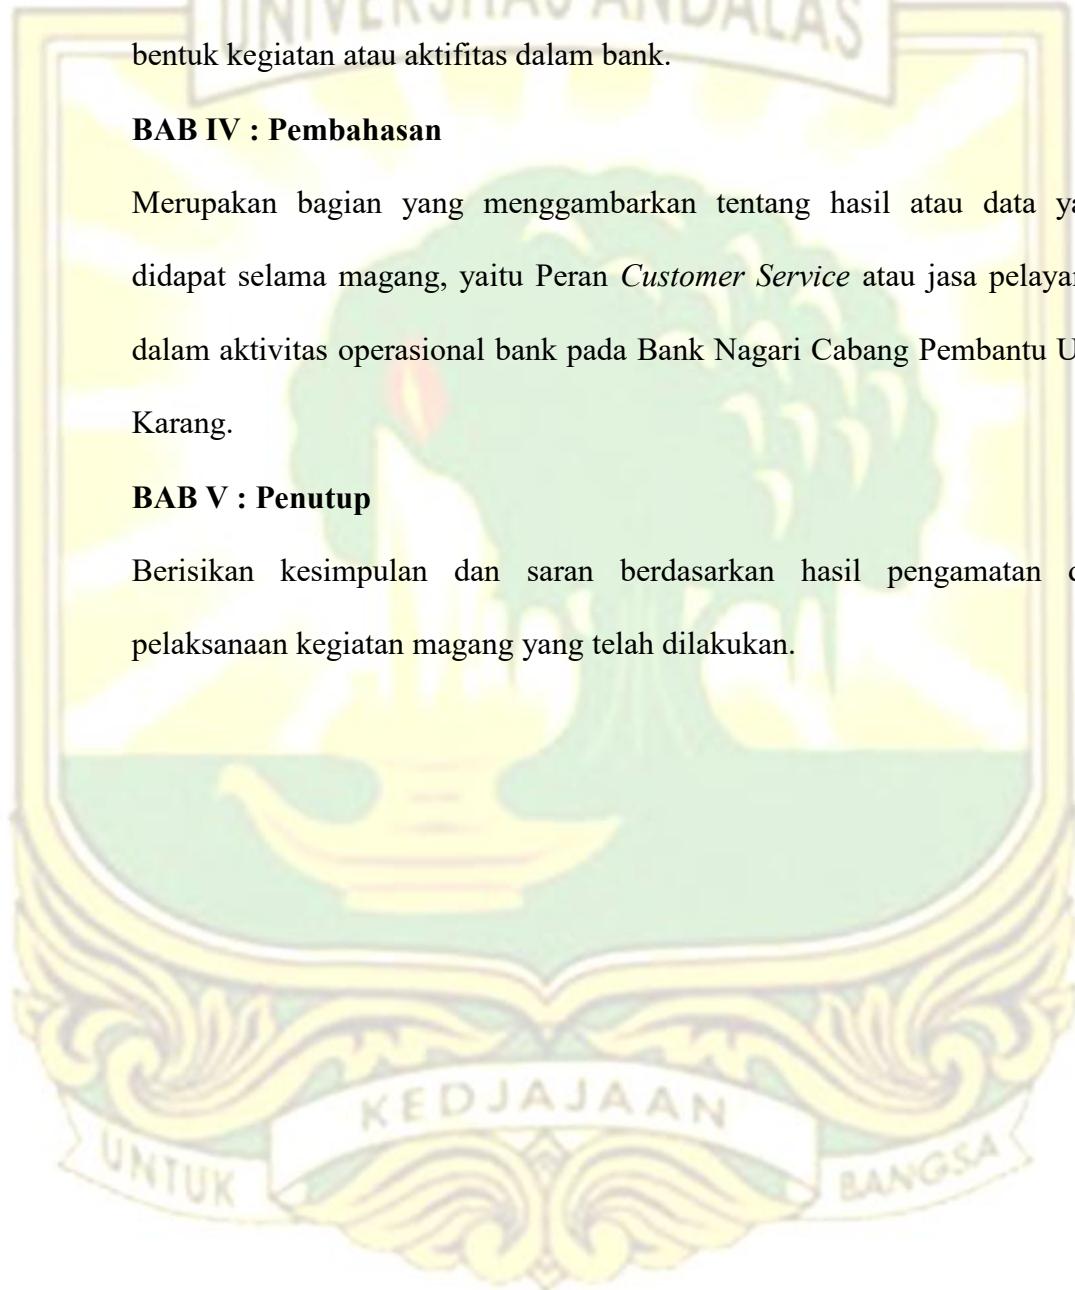 UNIVERSITAS ANDALAS
bentuk kegiatan atau aktifitas dalam bank.
BAB IV : Pembahasan
Merupakan bagian yang menggambarkan tentang hasil atau data
didapat selama magang, yaitu Peran Customer Service atau jasa
dalam aktivitas operasional bank pada Bank Nagari Cabang Pembantu
Karang.
BAB V : Penutup
Berisikan kesimpulan dan saran berdasarkan hasil pengamatan
pelaksanaan kegiatan magang yang telah dilakukan.
KEDJAJAAN
UNTUK BANGSA